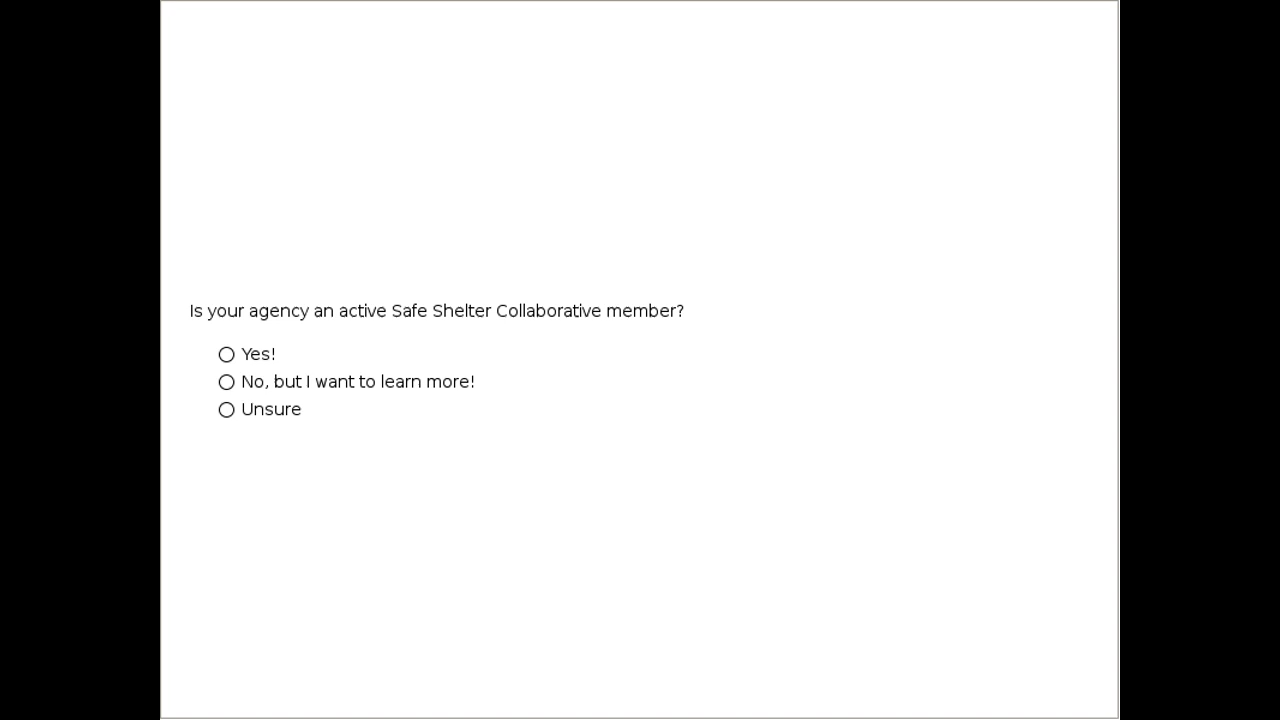 Is your agency an active Safe Shelter Collaborative member?
Yes!
No, but I want to learn more!
Unsure